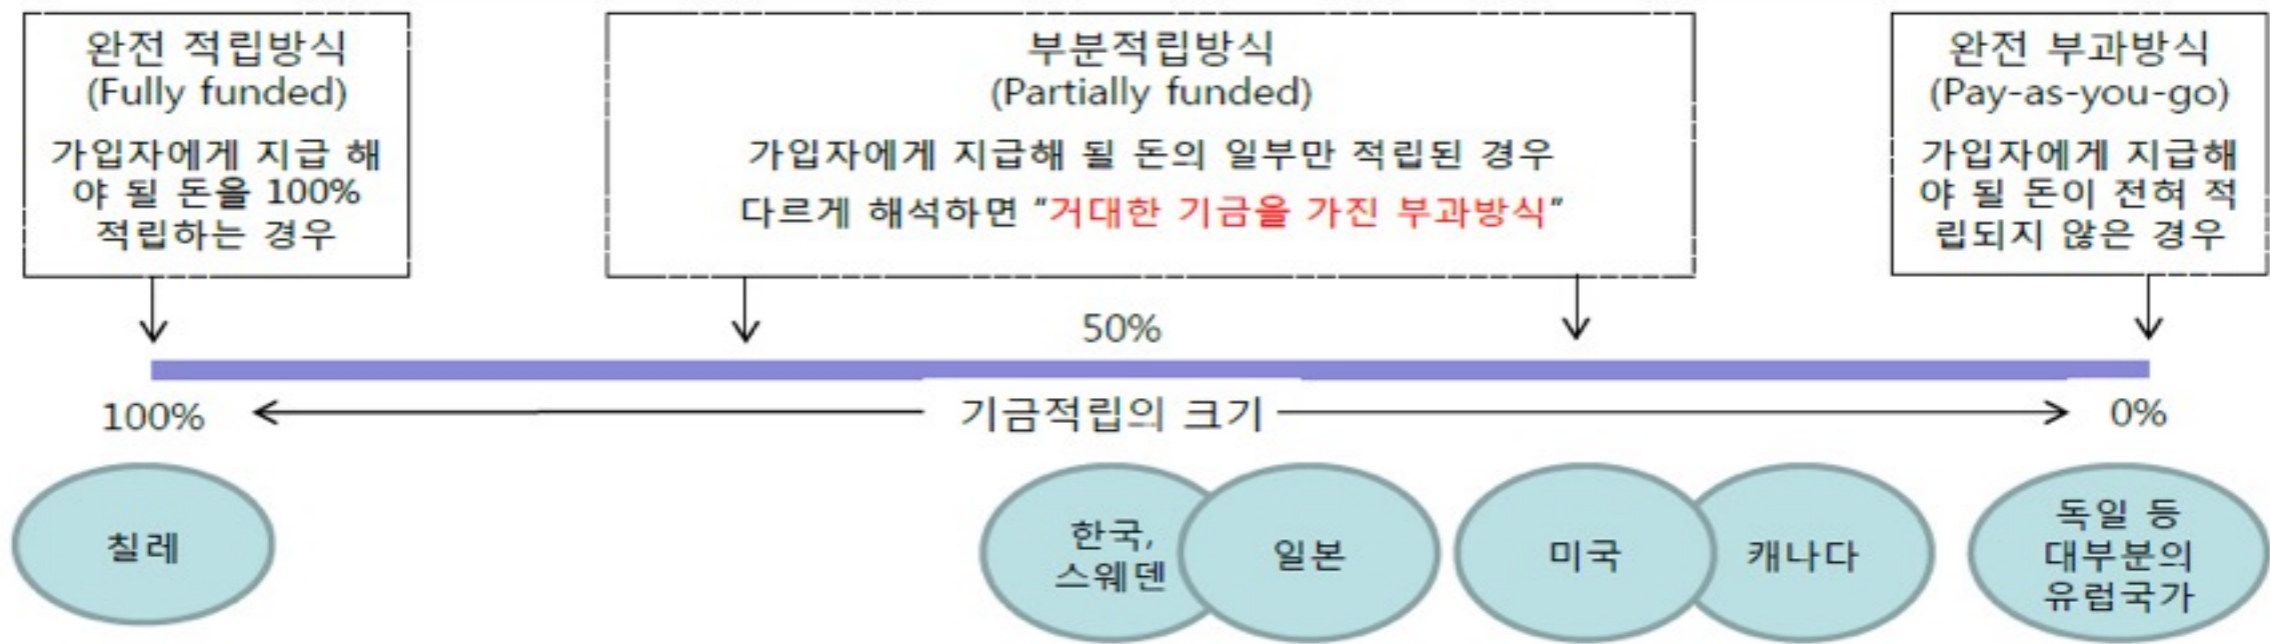 완전 적립방식
(Fully funded)
가입자에게 지급 해
야 될 돈을 100%
적립하는 경우
부분적립방식
(Partially funded)
가입자에게 지급해 될 돈의 일부만 적립된 경우
다르게 해석하면 "거대한 기금을 가진 부과방식"
완전 부과방식
(Pay-as-you-go)
가입자에게 지급해
야 될 돈이 전혀 적
립되지 않은 경우
50%
100%
기금적립의 크기
0%
칠레
한국,
스웨덴
일본
미국
캐나다
독일 등
대부분의
유럽국가